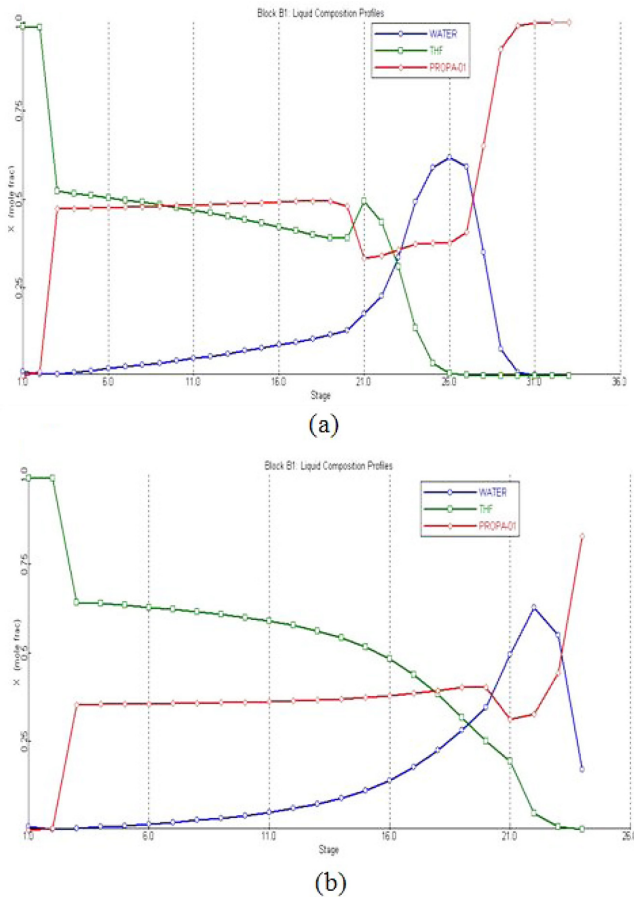 Block B1: Liquid Composition Profiles
WATER
THF
PROPA-01
X (mole frac)
1.0
0.75
0.5
0.25
1.0 6.0 11.0 16.0 21.0 26.0 31.0 36.0
Stage
(a)
Block B1: Liquid Composition Profiles
WATER
THF
PROPA-01
X (mole frac)
1.0
0.75
0.5
0.25
1.0 6.0 11.0 16.0 21.0 26.0
Stage
(b)